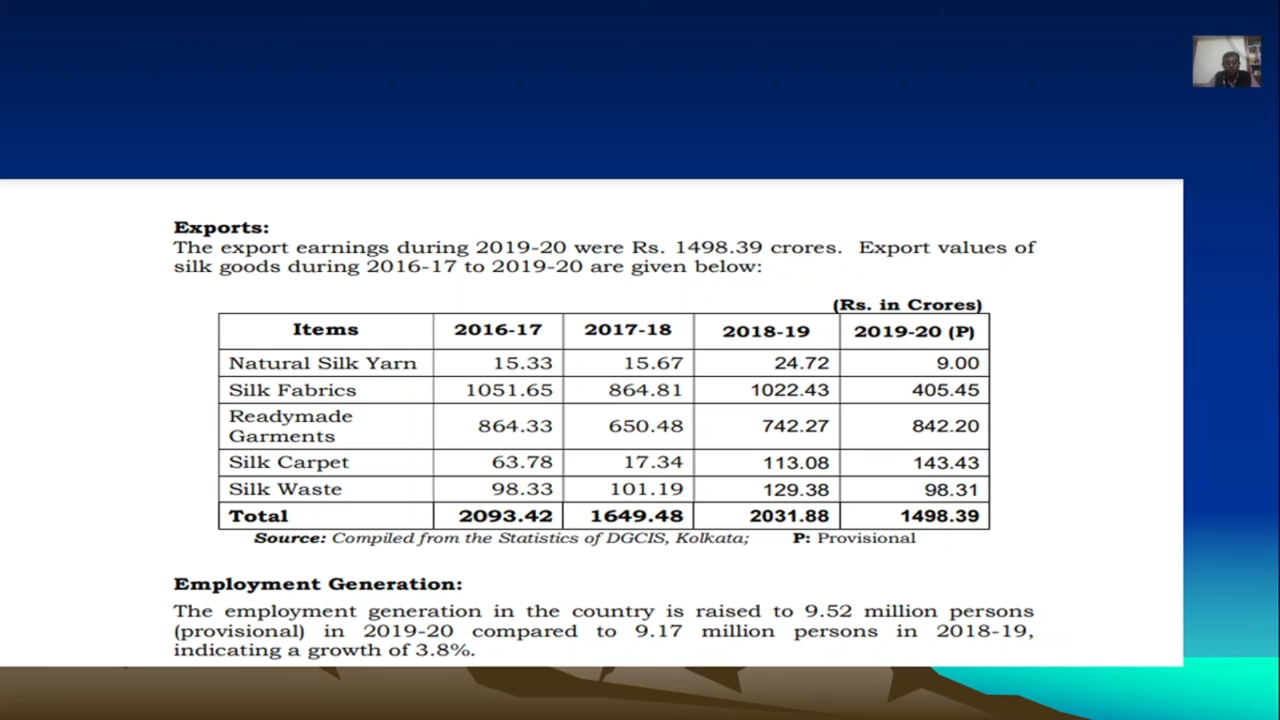 Exports:
The export earnings during 2019-20 were Rs. 1498.39 crores. Export values of
silk goods during 2016-17 to 2019-20 are given below:
(Rs. in Crores)
Items 2016-17 2017-18 2018-19 2019-20 (P)
Natural Silk Yarn 15.33 15.67 24.72 9.00
Silk Fabrics 1051.65 864.81 1022.43 405.45
Readymade
Garments 864.33 650.48 742.27 842.20
Silk Carpet 63.78 17.34 113.08 143.43
Silk Waste 98.33 101.19 129.38 98.31
Total 2093.42 1649.48 2031.88 1498.39
Source: Compiled from the Statistics of DGCIS, Kolkata; P: Provisional
Employment Generation:
The employment generation in the country is raised to 9.52 million persons
(provisional) in 2019-20 compared to 9.17 million persons in 2018-19,
indicating a growth of 3.8%.